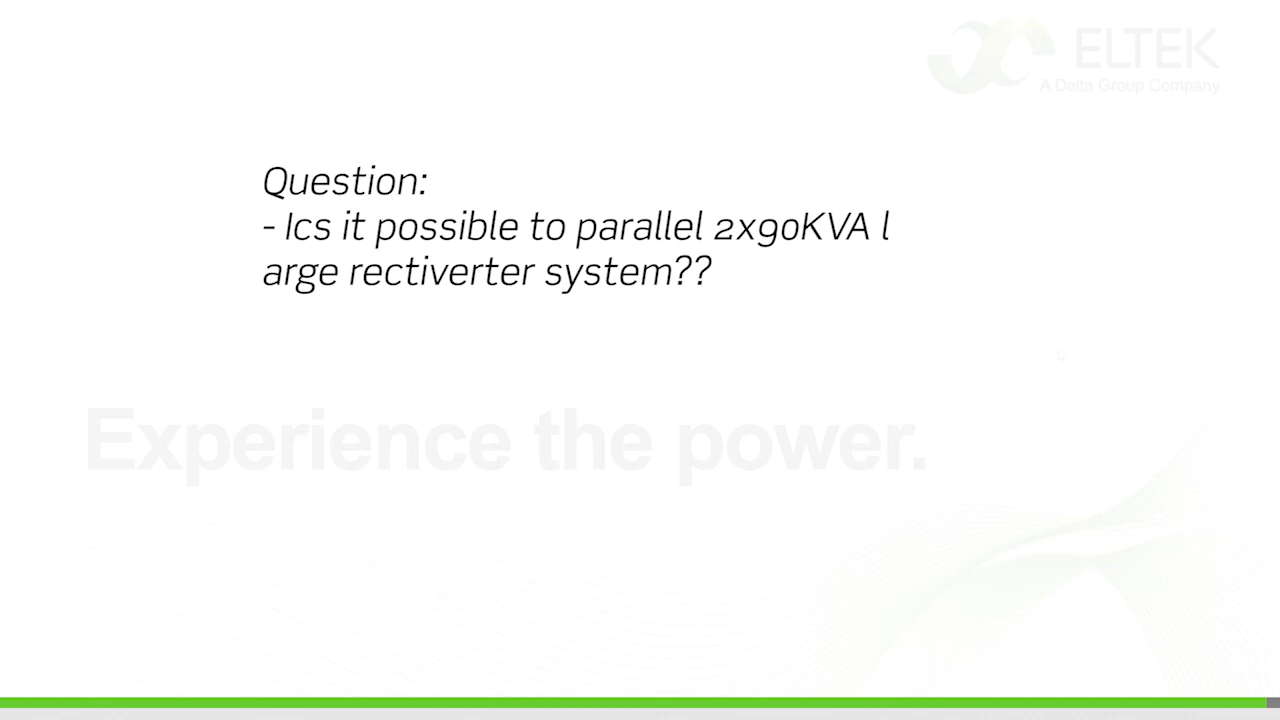 ELTEK
A Delta Group Company
Question:
- Ics it possible to parallel 2x90KVA l
arge rectiverter system??
Experience the power.